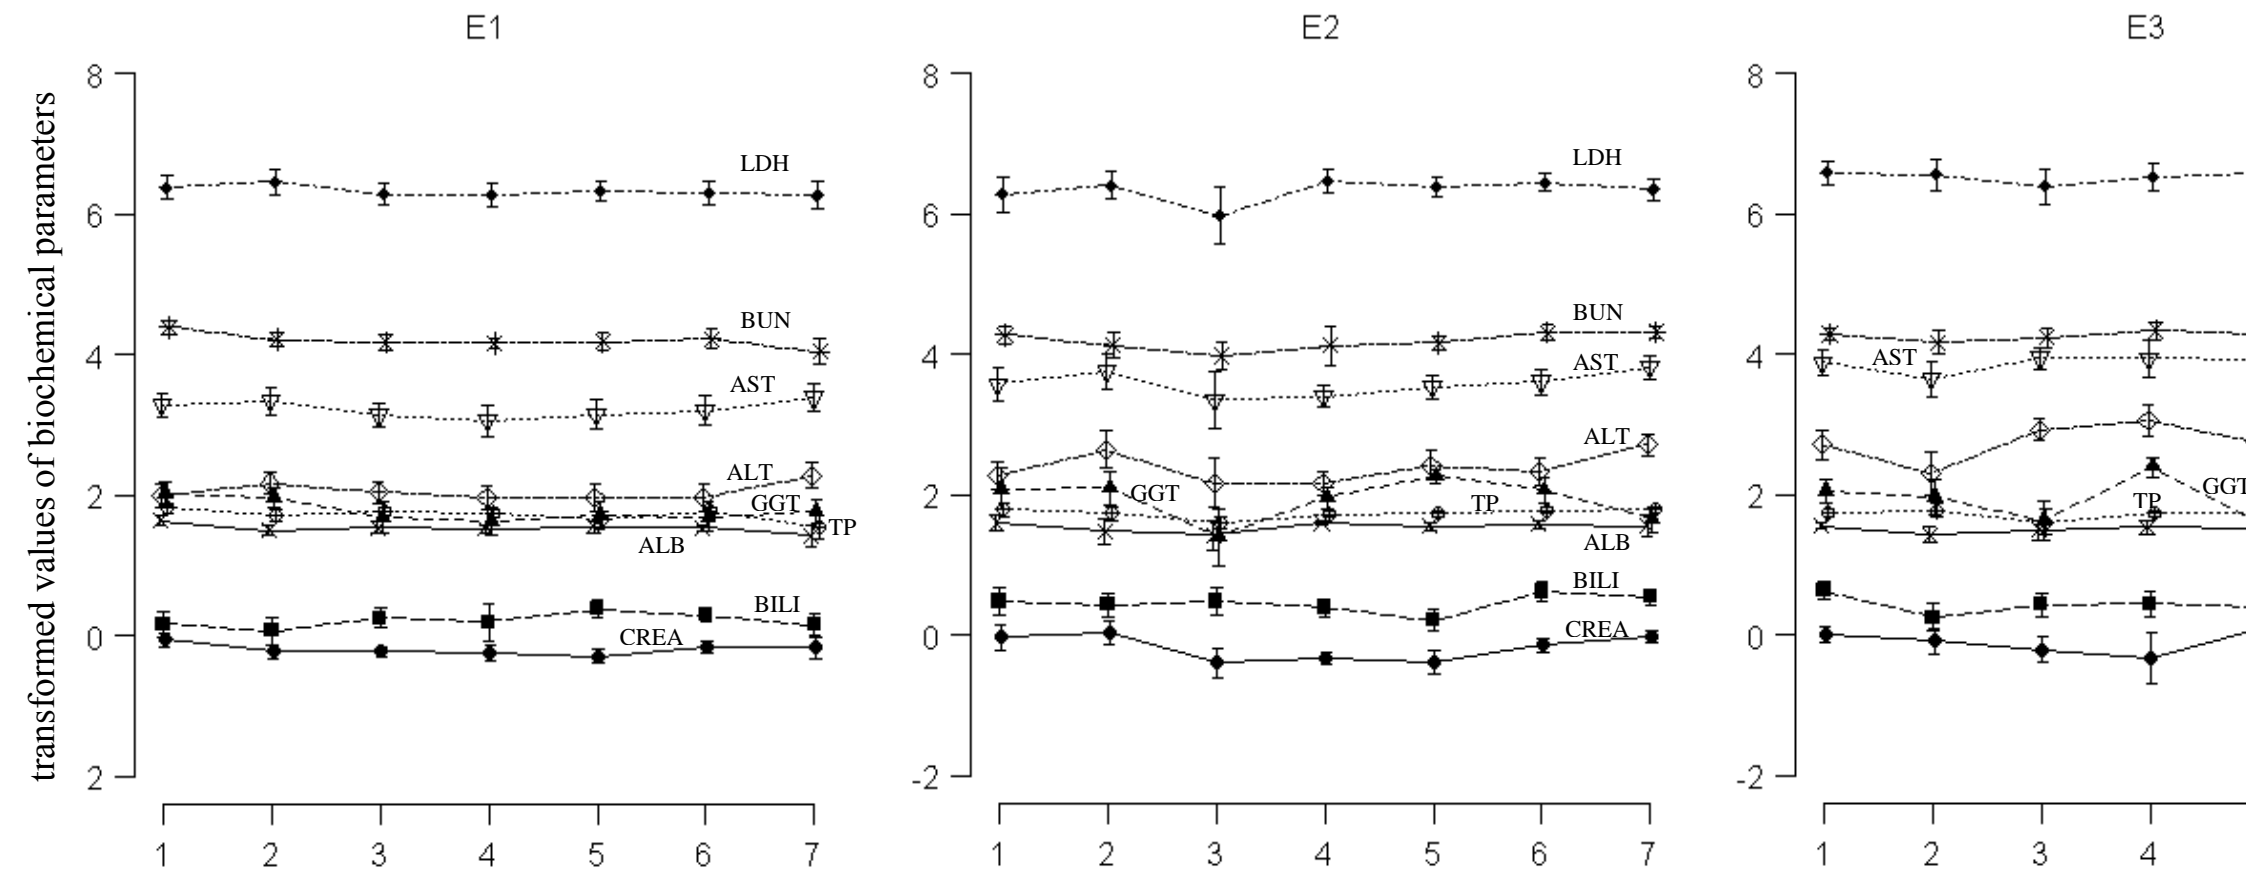 E1
E2
E3
transformed values of biochemical parameters
8
6
4
2
0
2
LDH
BUN
AST
ALT
GGT
TP
ALB
BILI
CREA
1 2 3 4 5 6 7
8
6
4
2
0
-2
LDH
BUN
AST
ALT
GGT
TP
ALB
BILI
CREA
1 2 3 4 5 6 7
8
6
4
2
0
-2
AST
TP
GGT
1 2 3 4